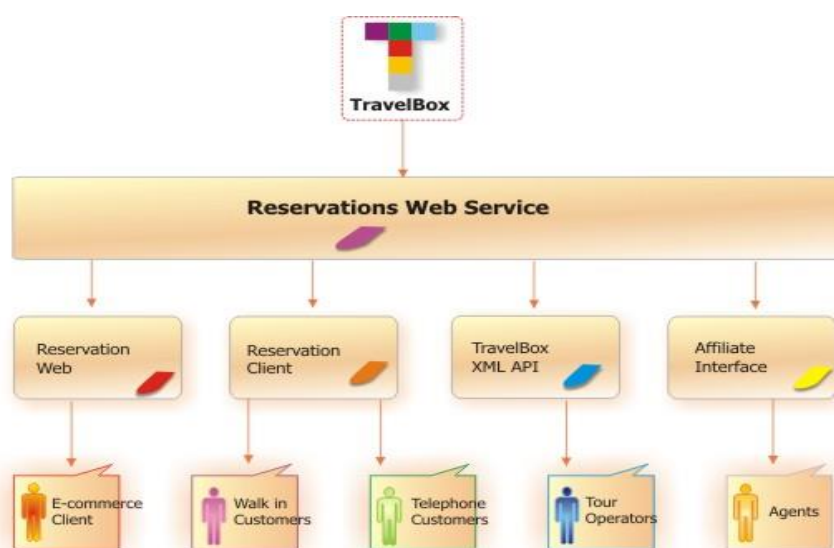 TravelBox
Reservations Web Service
Reservation
Web
Reservation
Client
TravelBox
XML API
Affiliate
Interface
E-commerce
Client
Walk in
Customers
Telephone
Customers
Tour
Operators
Agents